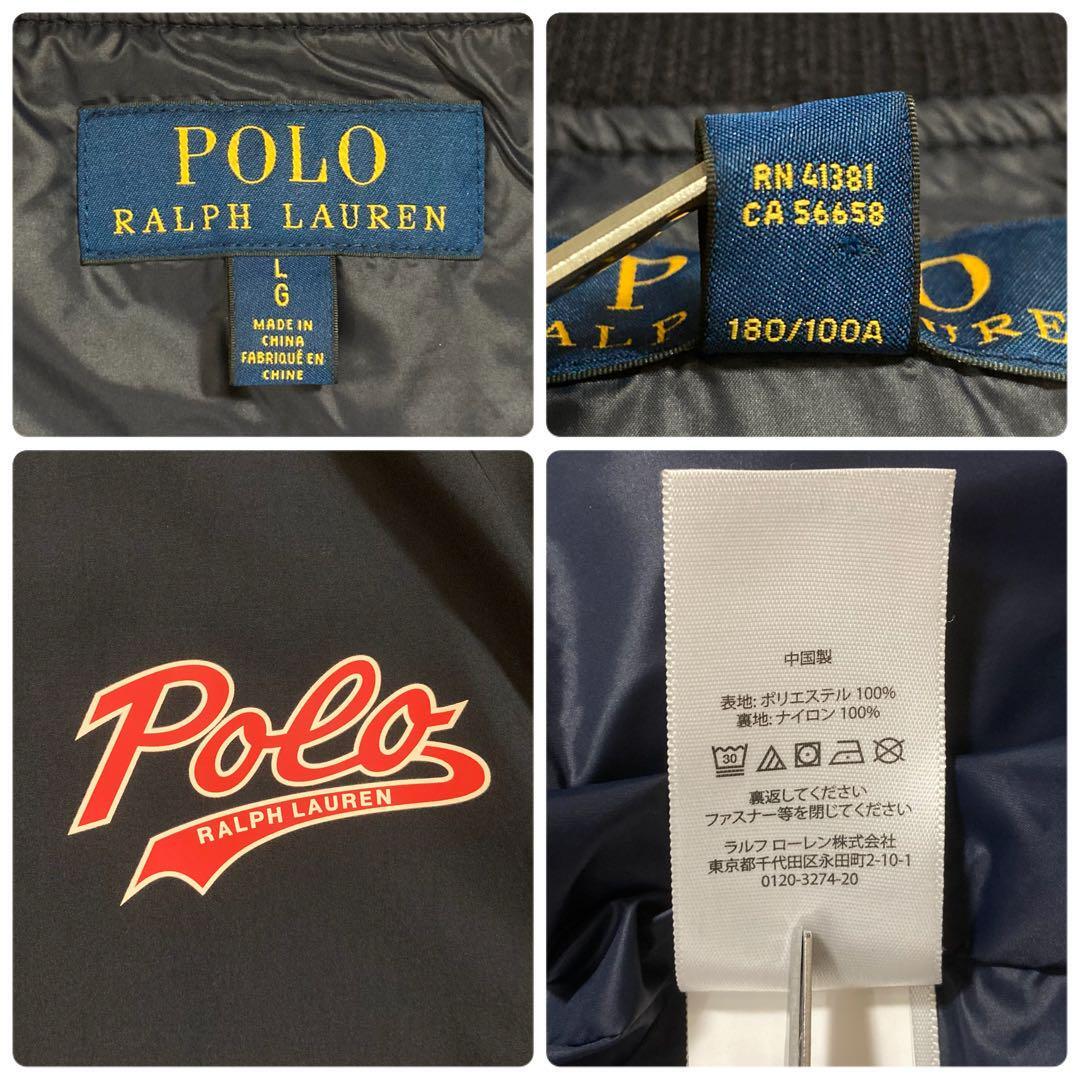 POLO
RALPH LAUREN
L
G
MADE IN
CHINA
FABRIQUÉ EN
CHINE
RN 41381
CA 56658
P O
ALP LAURE
180/100A
Polo
RALPH LAUREN
中国製
表地: ポリエステル 100%
裏地: ナイロン 100%
30
裏返してください
ファスナー等を閉じてください
ラルフ ローレン株式会社
東京都千代田区永田町2-10-1
0120-3274-20